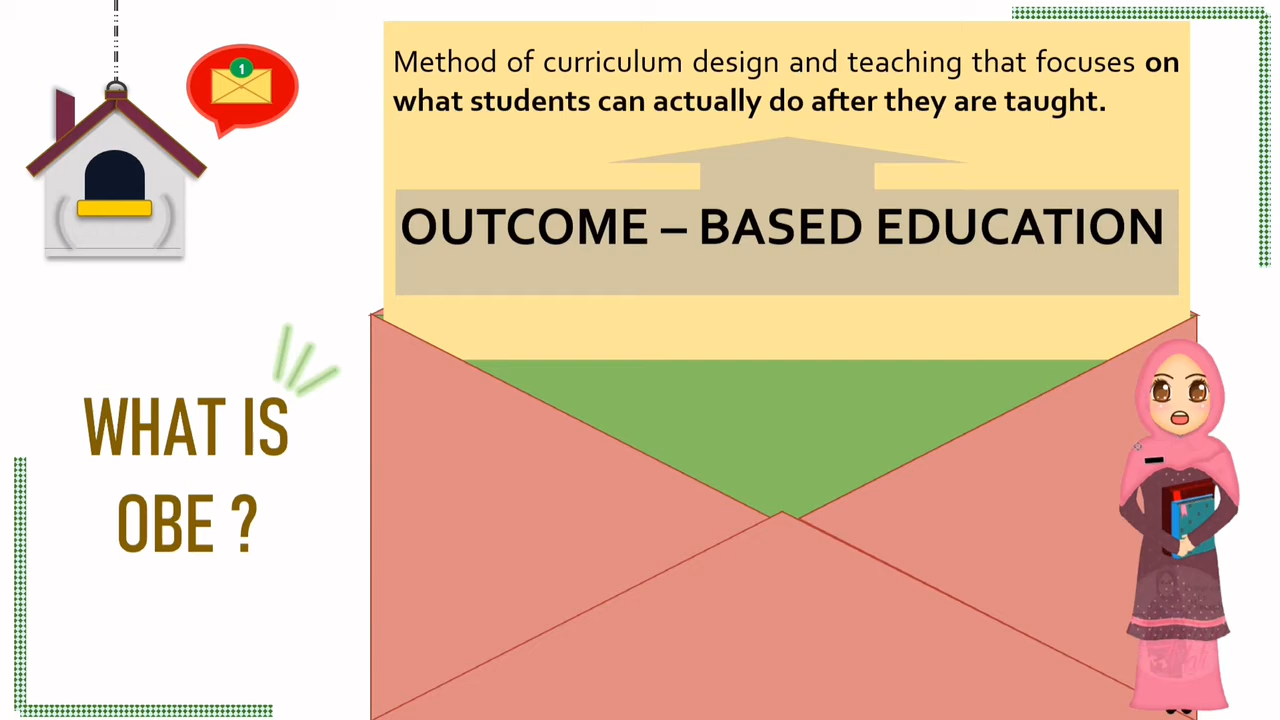 1
Method of curriculum design and teaching that focuses on
what students can actually do after they are taught.
OUTCOME – BASED EDUCATION
WHAT IS
OBE ?